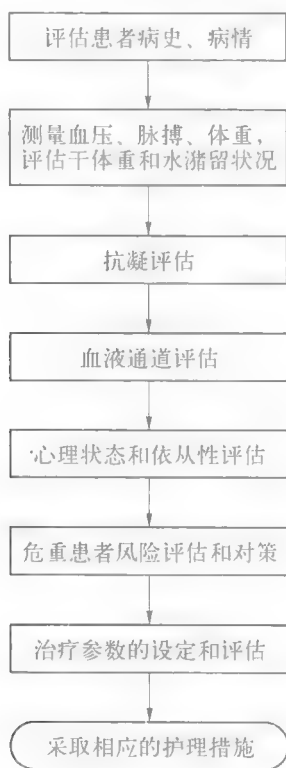 评估患者病史、病情
测量血压、脉搏、体重，
评估干体重和水潴留状况
抗凝评估
血液通道评估
心理状态和依从性评估
危重患者风险评估和对策
治疗参数的设定和评估
采取相应的护理措施